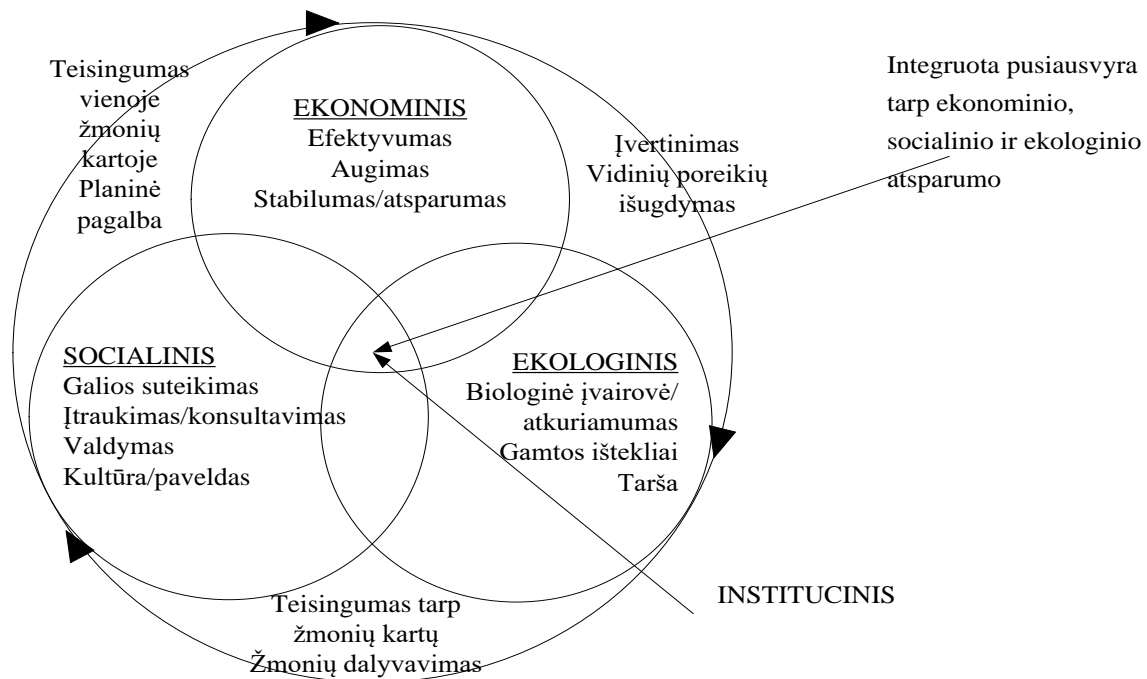 Teisingumas
vienoje
žmonių
kartoje
Planinė
pagalba
EKONOMINIS
Efektyvumas
Augimas
Stabilumas/atsparumas
Įvertinimas
Vidinių poreikių
išugdymas
Integruota pusiausvyra
tarp ekonominio,
socialinio ir ekologinio
atsparumo
SOCIALINIS
Galios suteikimas
Įtraukimas/konsultavimas
Valdymas
Kultūra/paveldas
EKOLOGINIS
Biologinė įvairovė/
atkuriamumas
Gamtos ištekliai
Tarša
INSTITUCINIS
Teisingumas tarp
žmonių kartų
Žmonių dalyvavimas